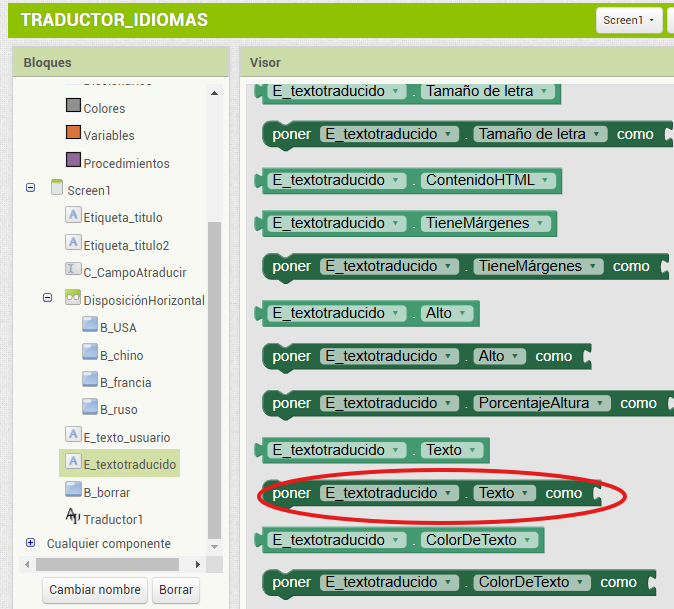 TRADUCTOR_IDIOMAS
Screen1
Bloques
Visor
Colores
Variables
Procedimientos
Screen1
Etiqueta_titulo
Etiqueta_titulo2
C_CampoAtraducir
DisposiciónHorizontal
B_USA
B_chino
B_francia
B_ruso
E_texto_usuario
E_textotraducido
B_borrar
Traductor1
Cualquier componente
Cambiar nombre
Borrar
E_textotraducido . Tamaño de letra
poner E_textotraducido . Tamaño de letra como
E_textotraducido . ContenidoHTML
E_textotraducido . TieneMárgenes
poner E_textotraducido . TieneMárgenes como
E_textotraducido . Alto
poner E_textotraducido . Alto como
poner E_textotraducido . PorcentajeAltura como
E_textotraducido . Texto
poner E_textotraducido . Texto como
E_textotraducido . ColorDeTexto
poner E_textotraducido . ColorDeTexto como